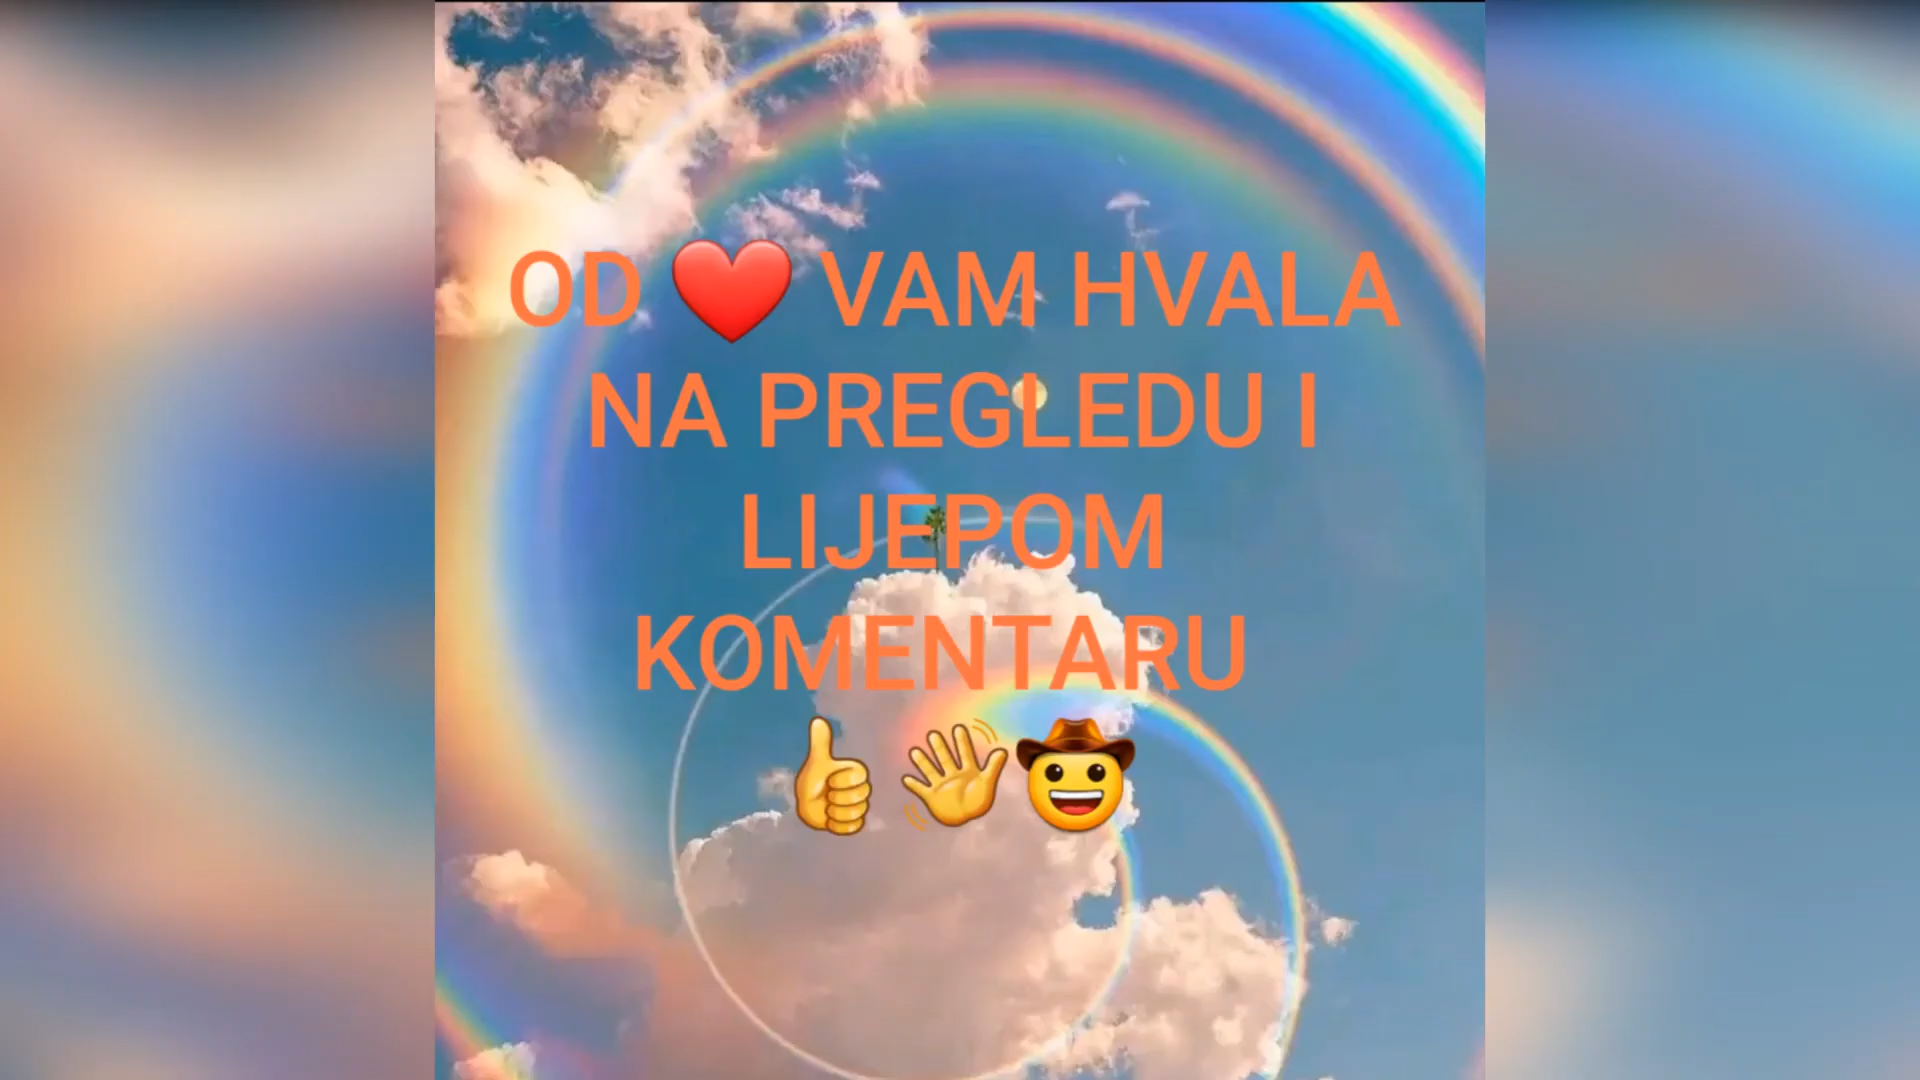 OD ❤️ VAM HVALA
NA PREGLEDU I
LIJEPOM
KOMENTARU
👍 👋🤠